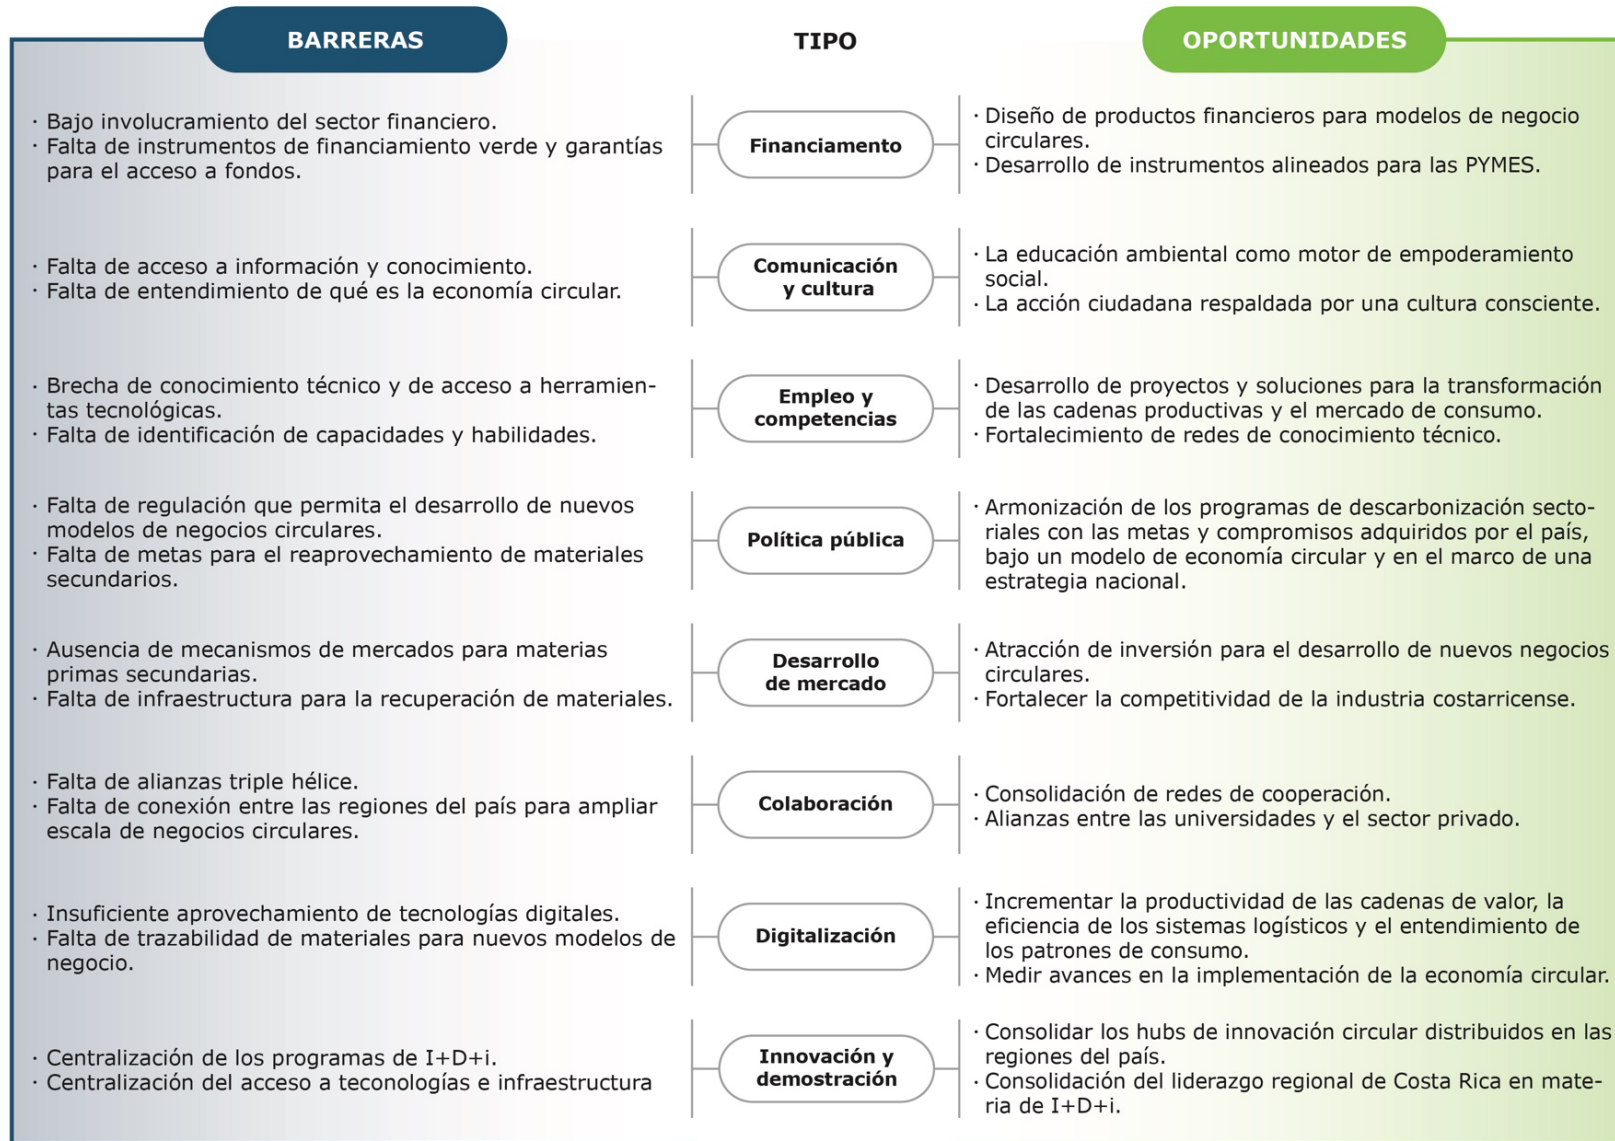 BARRERAS
TIPO
OPORTUNIDADES
· Bajo involucramiento del sector financiero.
· Falta de instrumentos de financiamiento verde y garantías
para el acceso a fondos.
Financiamento
· Diseño de productos financieros para modelos de negocio
circulares.
· Desarrollo de instrumentos alineados para las PYMES.
· Falta de acceso a información y conocimiento.
· Falta de entendimiento de qué es la economía circular.
Comunicación
y cultura
· La educación ambiental como motor de empoderamiento
social.
· La acción ciudadana respaldada por una cultura consciente.
· Brecha de conocimiento técnico y de acceso a herramien-
tas tecnológicas.
· Falta de identificación de capacidades y habilidades.
Empleo y
competencias
· Desarrollo de proyectos y soluciones para la transformación
de las cadenas productivas y el mercado de consumo.
· Fortalecimiento de redes de conocimiento técnico.
· Falta de regulación que permita el desarrollo de nuevos
modelos de negocios circulares.
· Falta de metas para el reaprovechamiento de materiales
secundarios.
Política pública
· Armonización de los programas de descarbonización secto-
riales con las metas y compromisos adquiridos por el país,
bajo un modelo de economía circular y en el marco de una
estrategia nacional.
· Ausencia de mecanismos de mercados para materias
primas secundarias.
· Falta de infraestructura para la recuperación de materiales.
Desarrollo
de mercado
· Atracción de inversión para el desarrollo de nuevos negocios
circulares.
· Fortalecer la competitividad de la industria costarricense.
· Falta de alianzas triple hélice.
· Falta de conexión entre las regiones del país para ampliar
escala de negocios circulares.
Colaboración
· Consolidación de redes de cooperación.
· Alianzas entre las universidades y el sector privado.
· Insuficiente aprovechamiento de tecnologías digitales.
· Falta de trazabilidad de materiales para nuevos modelos de
negocio.
Digitalización
· Incrementar la productividad de las cadenas de valor, la
eficiencia de los sistemas logísticos y el entendimiento de
los patrones de consumo.
· Medir avances en la implementación de la economía circular.
· Centralización de los programas de I+D+i.
· Centralización del acceso a teconologías e infraestructura
Innovación y
demostración
· Consolidar los hubs de innovación circular distribuidos en las
regiones del país.
· Consolidación del liderazgo regional de Costa Rica en mate-
ria de I+D+i.